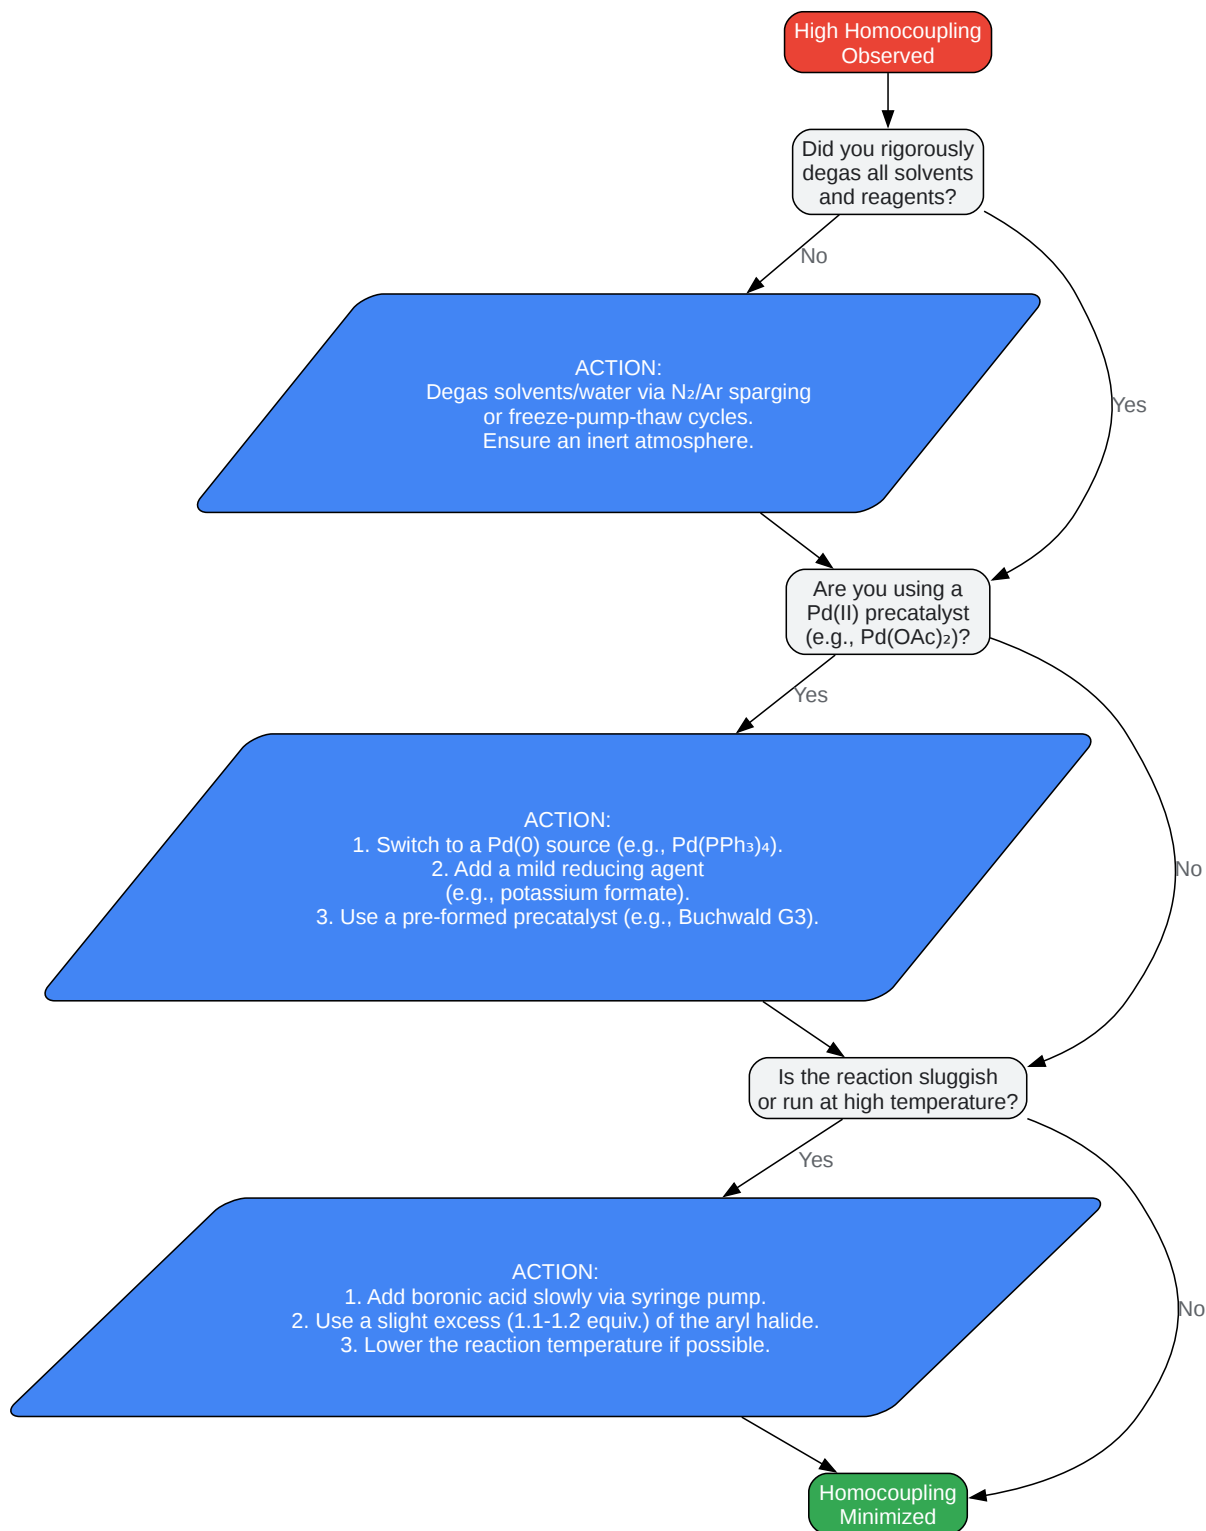 High Homocoupling
Observed
Did you rigorously
degas all solvents
and reagents?
No
ACTION:
Degas solvents/water via N₂/Ar sparging
or freeze-pump-thaw cycles.
Ensure an inert atmosphere.
Yes
Are you using a
Pd(II) precatalyst
(e.g., Pd(OAc)₂)?
Yes
ACTION:
1. Switch to a Pd(0) source (e.g., Pd(PPh₃)₄).
2. Add a mild reducing agent
(e.g., potassium formate).
3. Use a pre-formed precatalyst (e.g., Buchwald G3).
No
Is the reaction sluggish
or run at high temperature?
Yes
ACTION:
1. Add boronic acid slowly via syringe pump.
2. Use a slight excess (1.1-1.2 equiv.) of the aryl halide.
3. Lower the reaction temperature if possible.
No
Homocoupling
Minimized